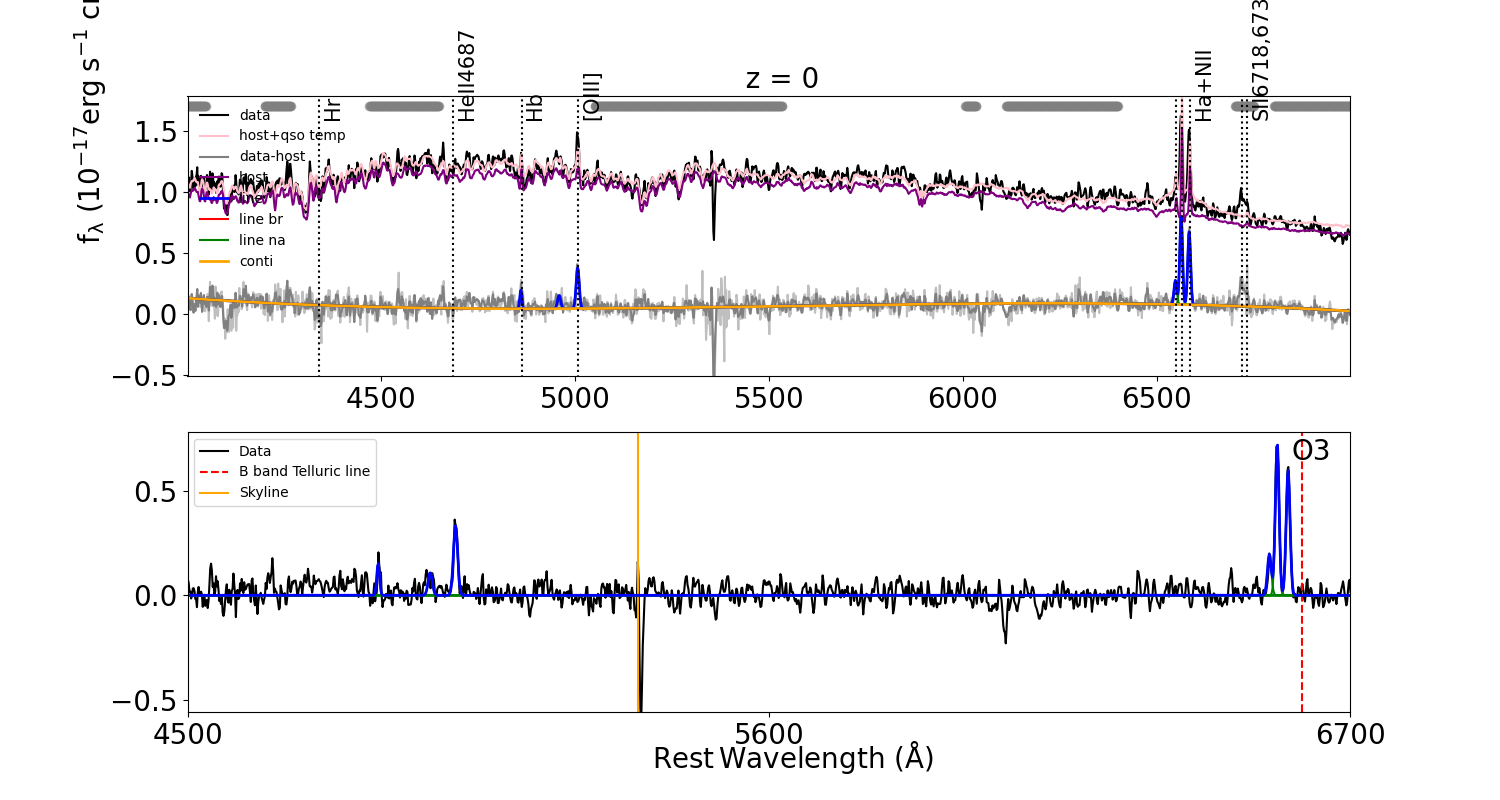 z = 0
Hr
HeII4687
Hb
[OIII]
Ha+NII
SII6718,673
f_λ (10⁻¹⁷erg s⁻¹ c
data
host+qso temp
data-host
host
line br
line na
conti
1.5
1.0
0.5
0.0
−0.5
4500 5000 5500 6000 6500
Data
B band Telluric line
Skyline
O3
0.5
0.0
−0.5
4500 5600 6700
Rest Wavelength (Å)